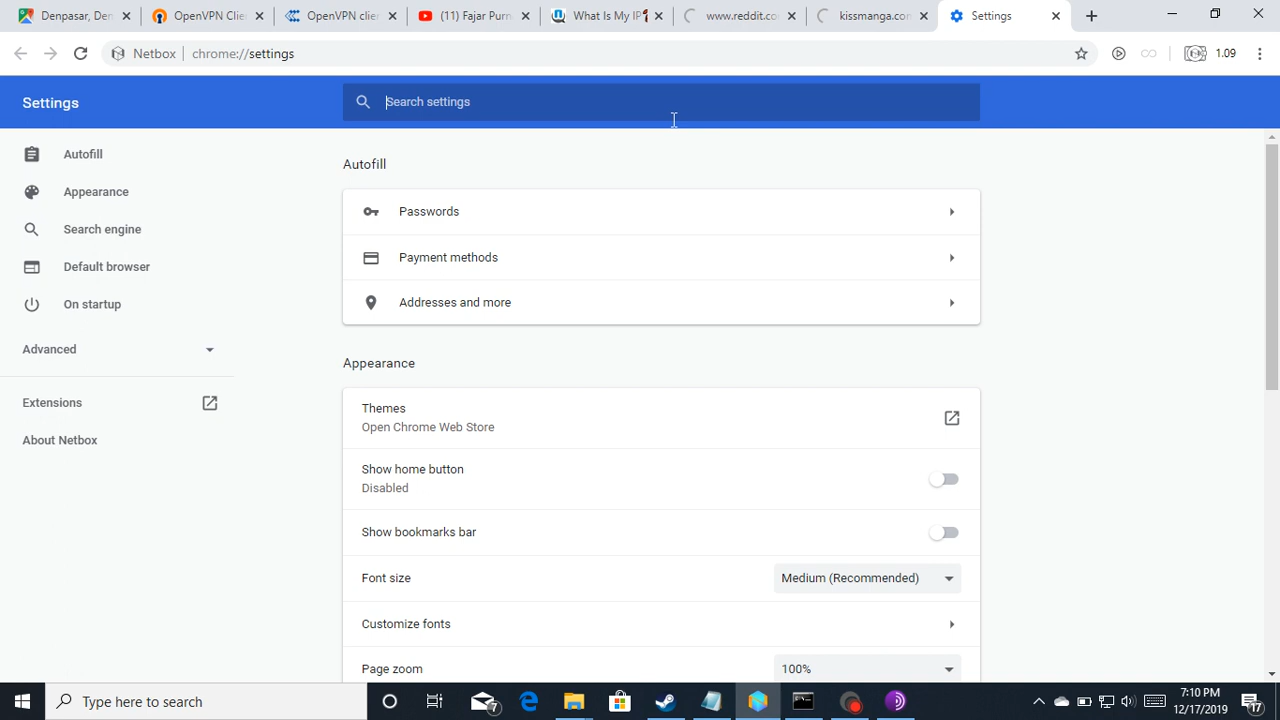 Denpasar, Den
OpenVPN Clie
OpenVPN clien
(11) Fajar Purn
What Is My IP
www.reddit.co
kissmanga.com
Settings
Netbox
chrome://settings
1.09
Settings
Search settings
Autofill
Appearance
Search engine
Default browser
On startup
Advanced
Extensions
About Netbox
Autofill
Passwords
Payment methods
Addresses and more
Appearance
Themes
Open Chrome Web Store
Show home button
Disabled
Show bookmarks bar
Font size
Medium (Recommended)
Customize fonts
Page zoom
100%
Type here to search
7
7:10 PM
12/17/2019
17